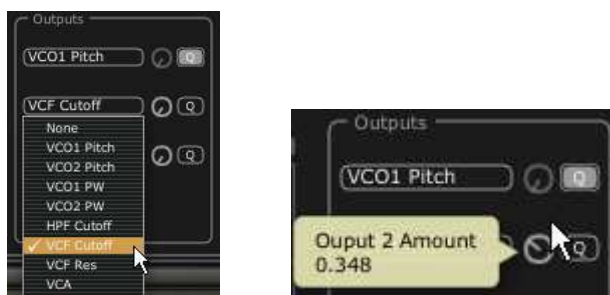 Outputs
VCO1 Pitch
Q
VCF Cutoff
Q
None
VCO1 Pitch
VCO2 Pitch
VCO1 PW
VCO2 PW
HPF Cutoff
VCF Cutoff
VCF Res
VCA
Q
Outputs
VCO1 Pitch
Q
Ouput 2 Amount
0.348
Q